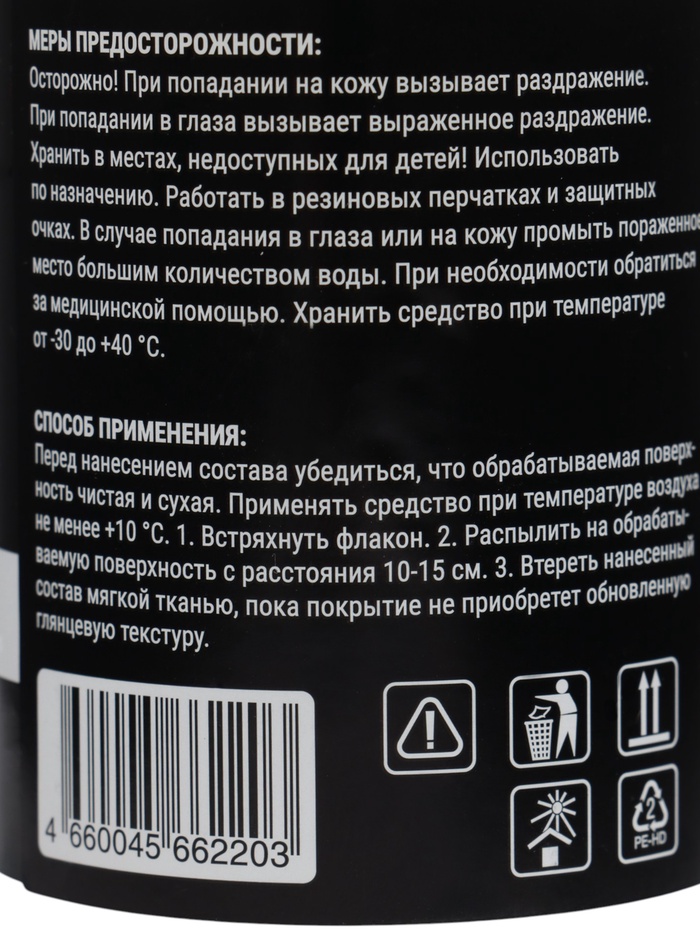 МЕРЫ ПРЕДОСТОРОЖНОСТИ:
Осторожно! При попадании на кожу вызывает раздражение.
При попадании в глаза вызывает выраженное раздражение.
Хранить в местах, недоступных для детей! Использовать
по назначению. Работать в резиновых перчатках и защитных
очках. В случае попадания в глаза или на кожу промыть пораженное
место большим количеством воды. При необходимости обратиться
за медицинской помощью. Хранить средство при температуре
от -30 до +40 °С.
СПОСОБ ПРИМЕНЕНИЯ:
Перед нанесением состава убедиться, что обрабатываемая поверх-
ность чистая и сухая. Применять средство при температуре воздуха
не менее +10 °С. 1. Встряхнуть флакон. 2. Распылить на обрабаты-
ваемую поверхность с расстояния 10-15 см. 3. Втереть нанесенный
состав мягкой тканью, пока покрытие не приобретет обновленную
глянцевую текстуру.
4 660045 662203
2
PE-HD